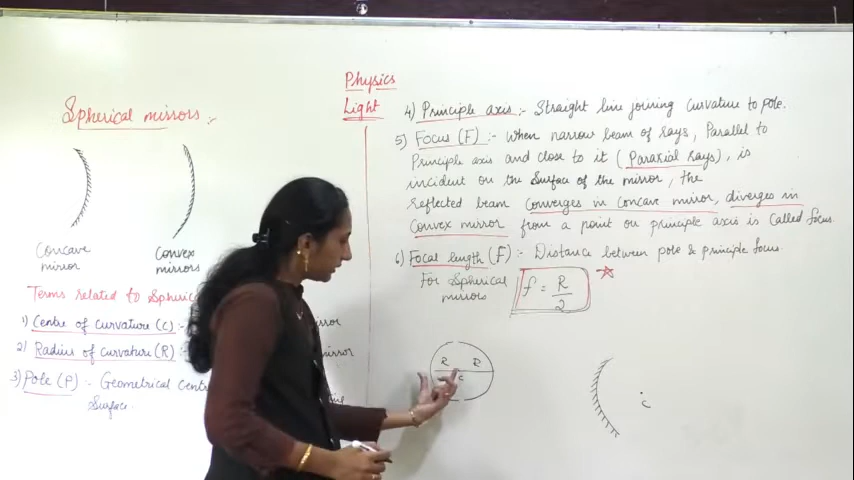 Physics
Light
Spherical mirrors :-
Concave
mirror
Convex
mirrors
Terms related to Spheric
1) Centre of curvature (C) :-
2) Radius of curvature (R) :-
3) Pole (P) :- Geometrical Cent
Surface.
ror
mirror
4) Principle axis :- Straight line joining curvature to pole.
5) Focus (F) :- When narrow beam of rays, Parallel to
Principle axis and close to it (Paraxial rays), is
incident on the Surface of the mirror, the
reflected beam converges in concave mirror, diverges in
Convex mirror from a point on principle axis is called focus.
6) Focal length (F) :- Distance between pole & principle focus.
For Spherical
mirrors
f = R
2
R R
C
C